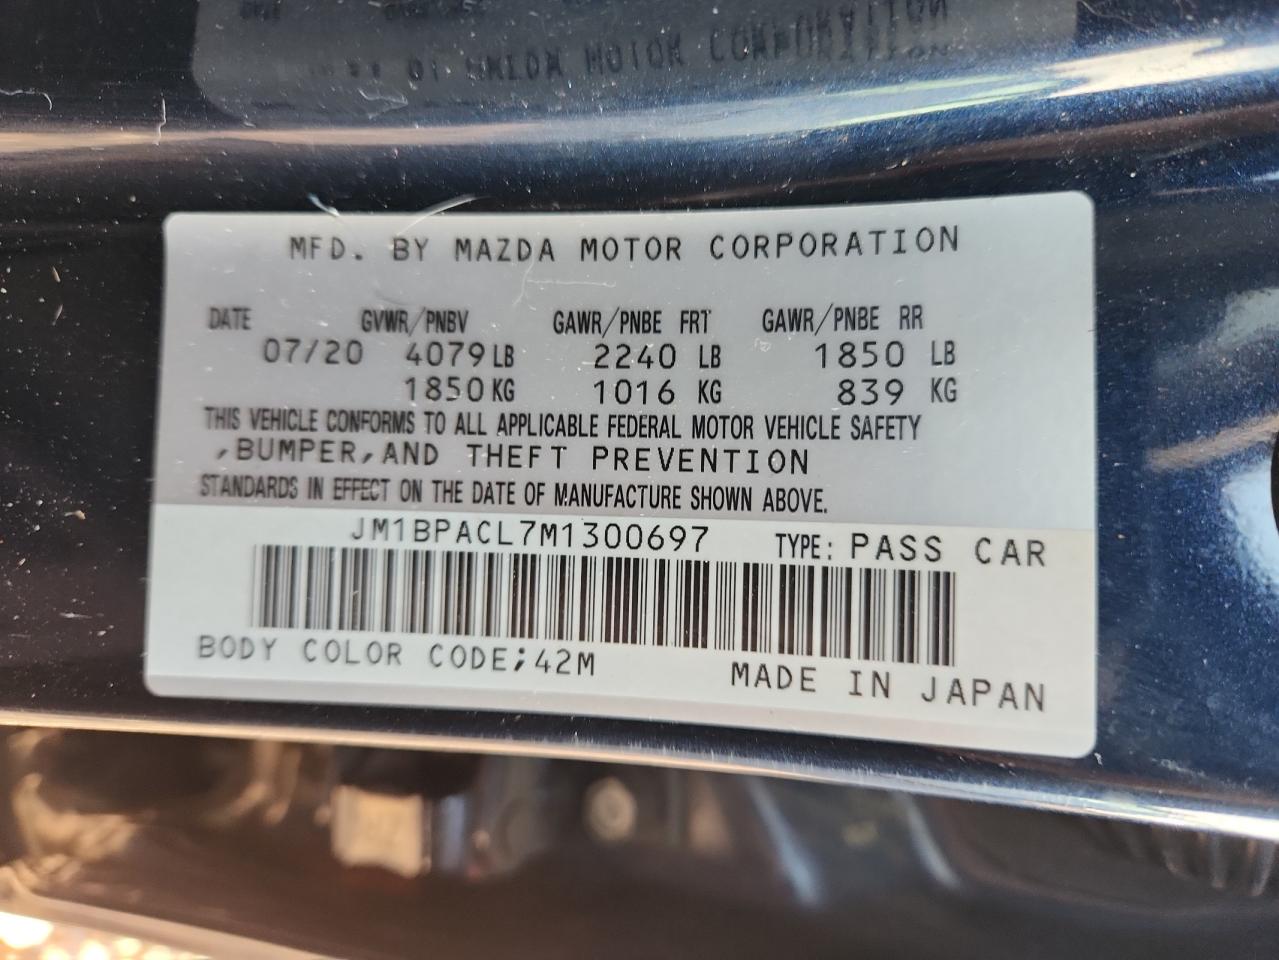 MFD. BY MAZDA MOTOR CORPORATION
DATE GVWR/PNBV GAWR/PNBE FRT GAWR/PNBE RR
07/20 4079 LB 2240 LB 1850 LB
1850 KG 1016 KG 839 KG
THIS VEHICLE CONFORMS TO ALL APPLICABLE FEDERAL MOTOR VEHICLE SAFETY
,BUMPER,AND THEFT PREVENTION
STANDARDS IN EFFECT ON THE DATE OF MANUFACTURE SHOWN ABOVE.
JM1BPACL7M1300697 TYPE: PASS CAR
BODY COLOR CODE;42M MADE IN JAPAN